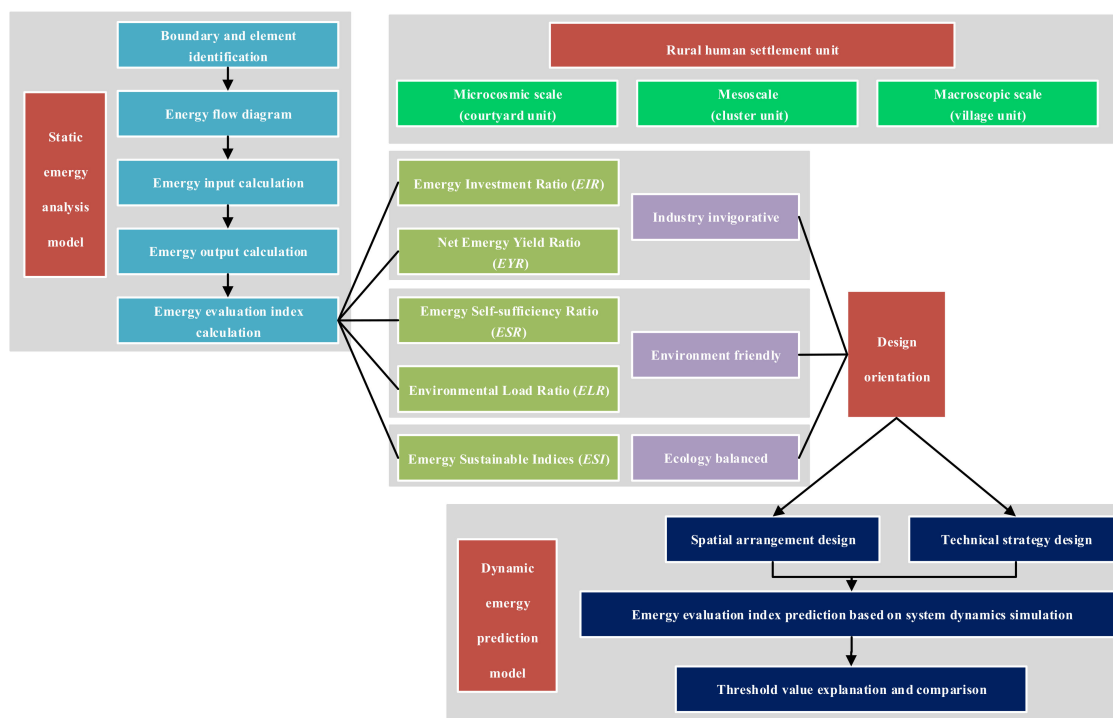 Boundary and element
identification
Energy flow diagram
Emergy input calculation
Emergy output calculation
Emergy evaluation index
calculation
Static
emergy
analysis
model
Rural human settlement unit
Microcosmic scale
(courtyard unit)
Mesoscale
(cluster unit)
Macroscopic scale
(village unit)
Emergy Investment Ratio (EIR)
Net Emergy Yield Ratio
(EYR)
Industry invigorative
Emergy Self-sufficiency Ratio
(ESR)
Environmental Load Ratio (ELR)
Environment friendly
Emergy Sustainable Indices (ESI)
Ecology balanced
Design
orientation
Dynamic
emergy
prediction
model
Spatial arrangement design
Technical strategy design
Emergy evaluation index prediction based on system dynamics simulation
Threshold value explanation and comparison